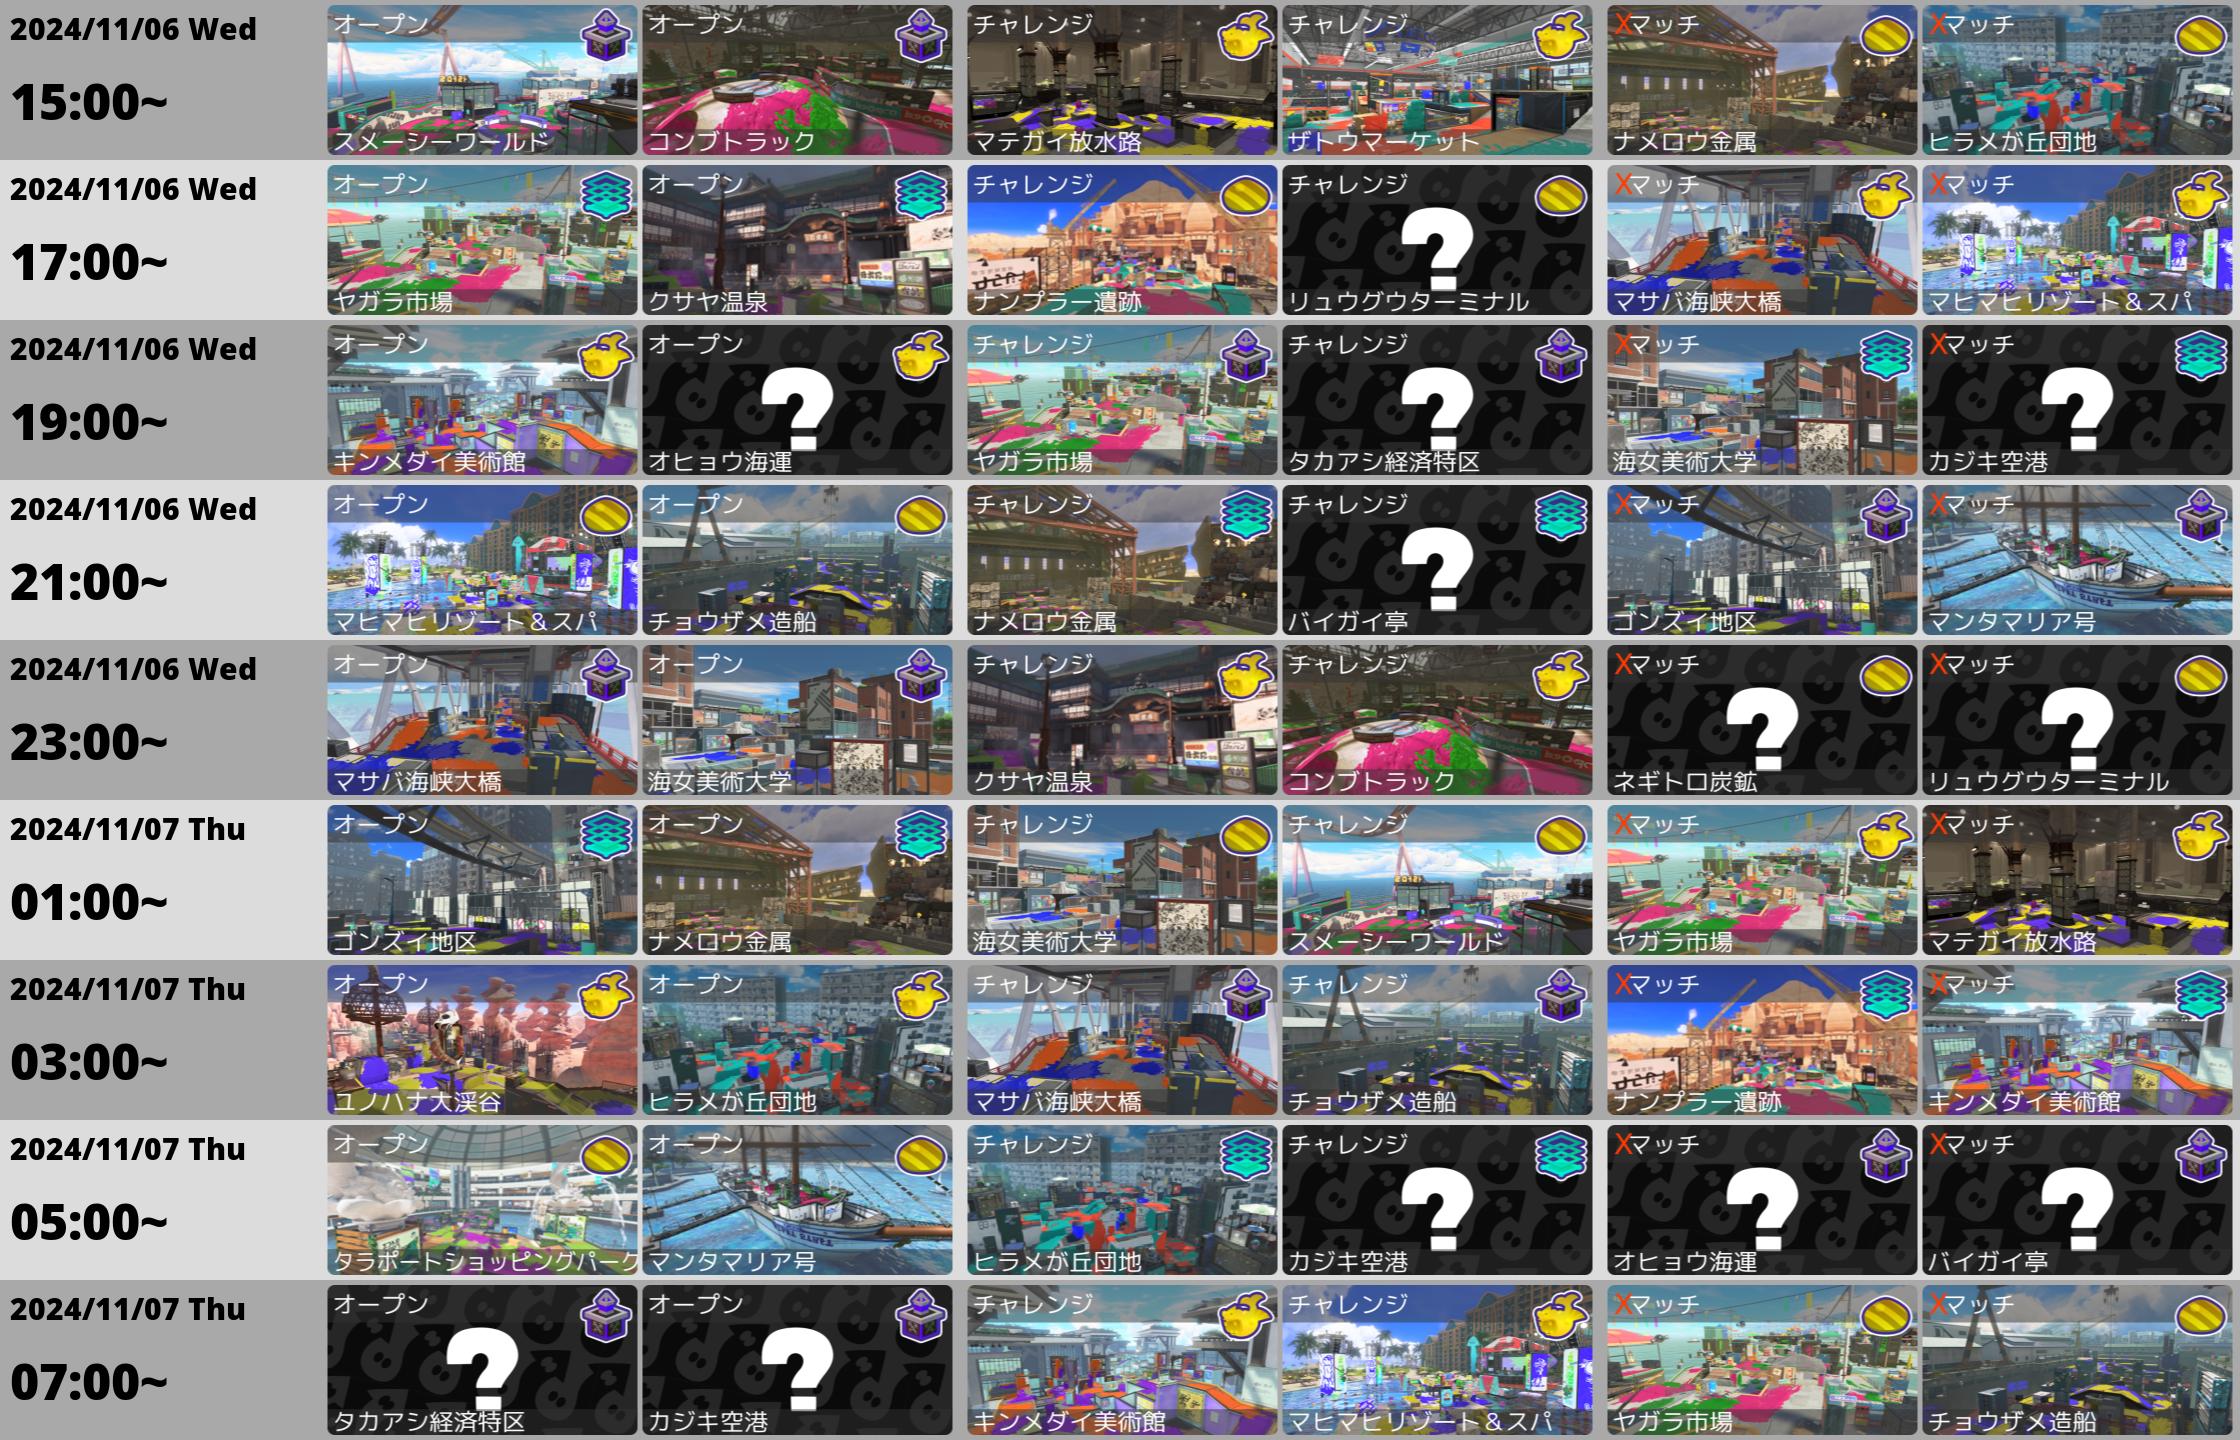 2024/11/06 Wed
15:00~
オープン
スメーシーワールド
オープン
コンブトラック
チャレンジ
マテガイ放水路
チャレンジ
ザトウマーケット
Xマッチ
ナメロウ金属
Xマッチ
ヒラメが丘団地
2024/11/06 Wed
17:00~
オープン
ヤガラ市場
オープン
クサヤ温泉
チャレンジ
ナンプラー遺跡
チャレンジ
?
リュウグウターミナル
Xマッチ
マサバ海峡大橋
Xマッチ
マヒマヒリゾート＆スパ
2024/11/06 Wed
19:00~
オープン
キンメダイ美術館
オープン
?
オヒョウ海運
チャレンジ
ヤガラ市場
チャレンジ
?
タカアシ経済特区
Xマッチ
海女美術大学
Xマッチ
?
カジキ空港
2024/11/06 Wed
21:00~
オープン
マヒマヒリゾート＆スパ
オープン
チョウザメ造船
チャレンジ
ナメロウ金属
チャレンジ
?
バイガイ亭
Xマッチ
ゴンズイ地区
Xマッチ
マンタマリア号
2024/11/06 Wed
23:00~
オープン
マサバ海峡大橋
オープン
海女美術大学
チャレンジ
クサヤ温泉
チャレンジ
コンブトラック
Xマッチ
?
ネギトロ炭鉱
Xマッチ
?
リュウグウターミナル
2024/11/07 Thu
01:00~
オープン
ゴンズイ地区
オープン
ナメロウ金属
チャレンジ
海女美術大学
チャレンジ
スメーシーワールド
Xマッチ
ヤガラ市場
Xマッチ
マテガイ放水路
2024/11/07 Thu
03:00~
オープン
ユノハナ大渓谷
オープン
ヒラメが丘団地
チャレンジ
マサバ海峡大橋
チャレンジ
チョウザメ造船
Xマッチ
ナンプラー遺跡
Xマッチ
キンメダイ美術館
2024/11/07 Thu
05:00~
オープン
タラポートショッピングパーク
オープン
マンタマリア号
チャレンジ
ヒラメが丘団地
チャレンジ
?
カジキ空港
Xマッチ
?
オヒョウ海運
Xマッチ
?
バイガイ亭
2024/11/07 Thu
07:00~
オープン
?
タカアシ経済特区
オープン
?
カジキ空港
チャレンジ
キンメダイ美術館
チャレンジ
マヒマヒリゾート＆スパ
Xマッチ
ヤガラ市場
Xマッチ
チョウザメ造船